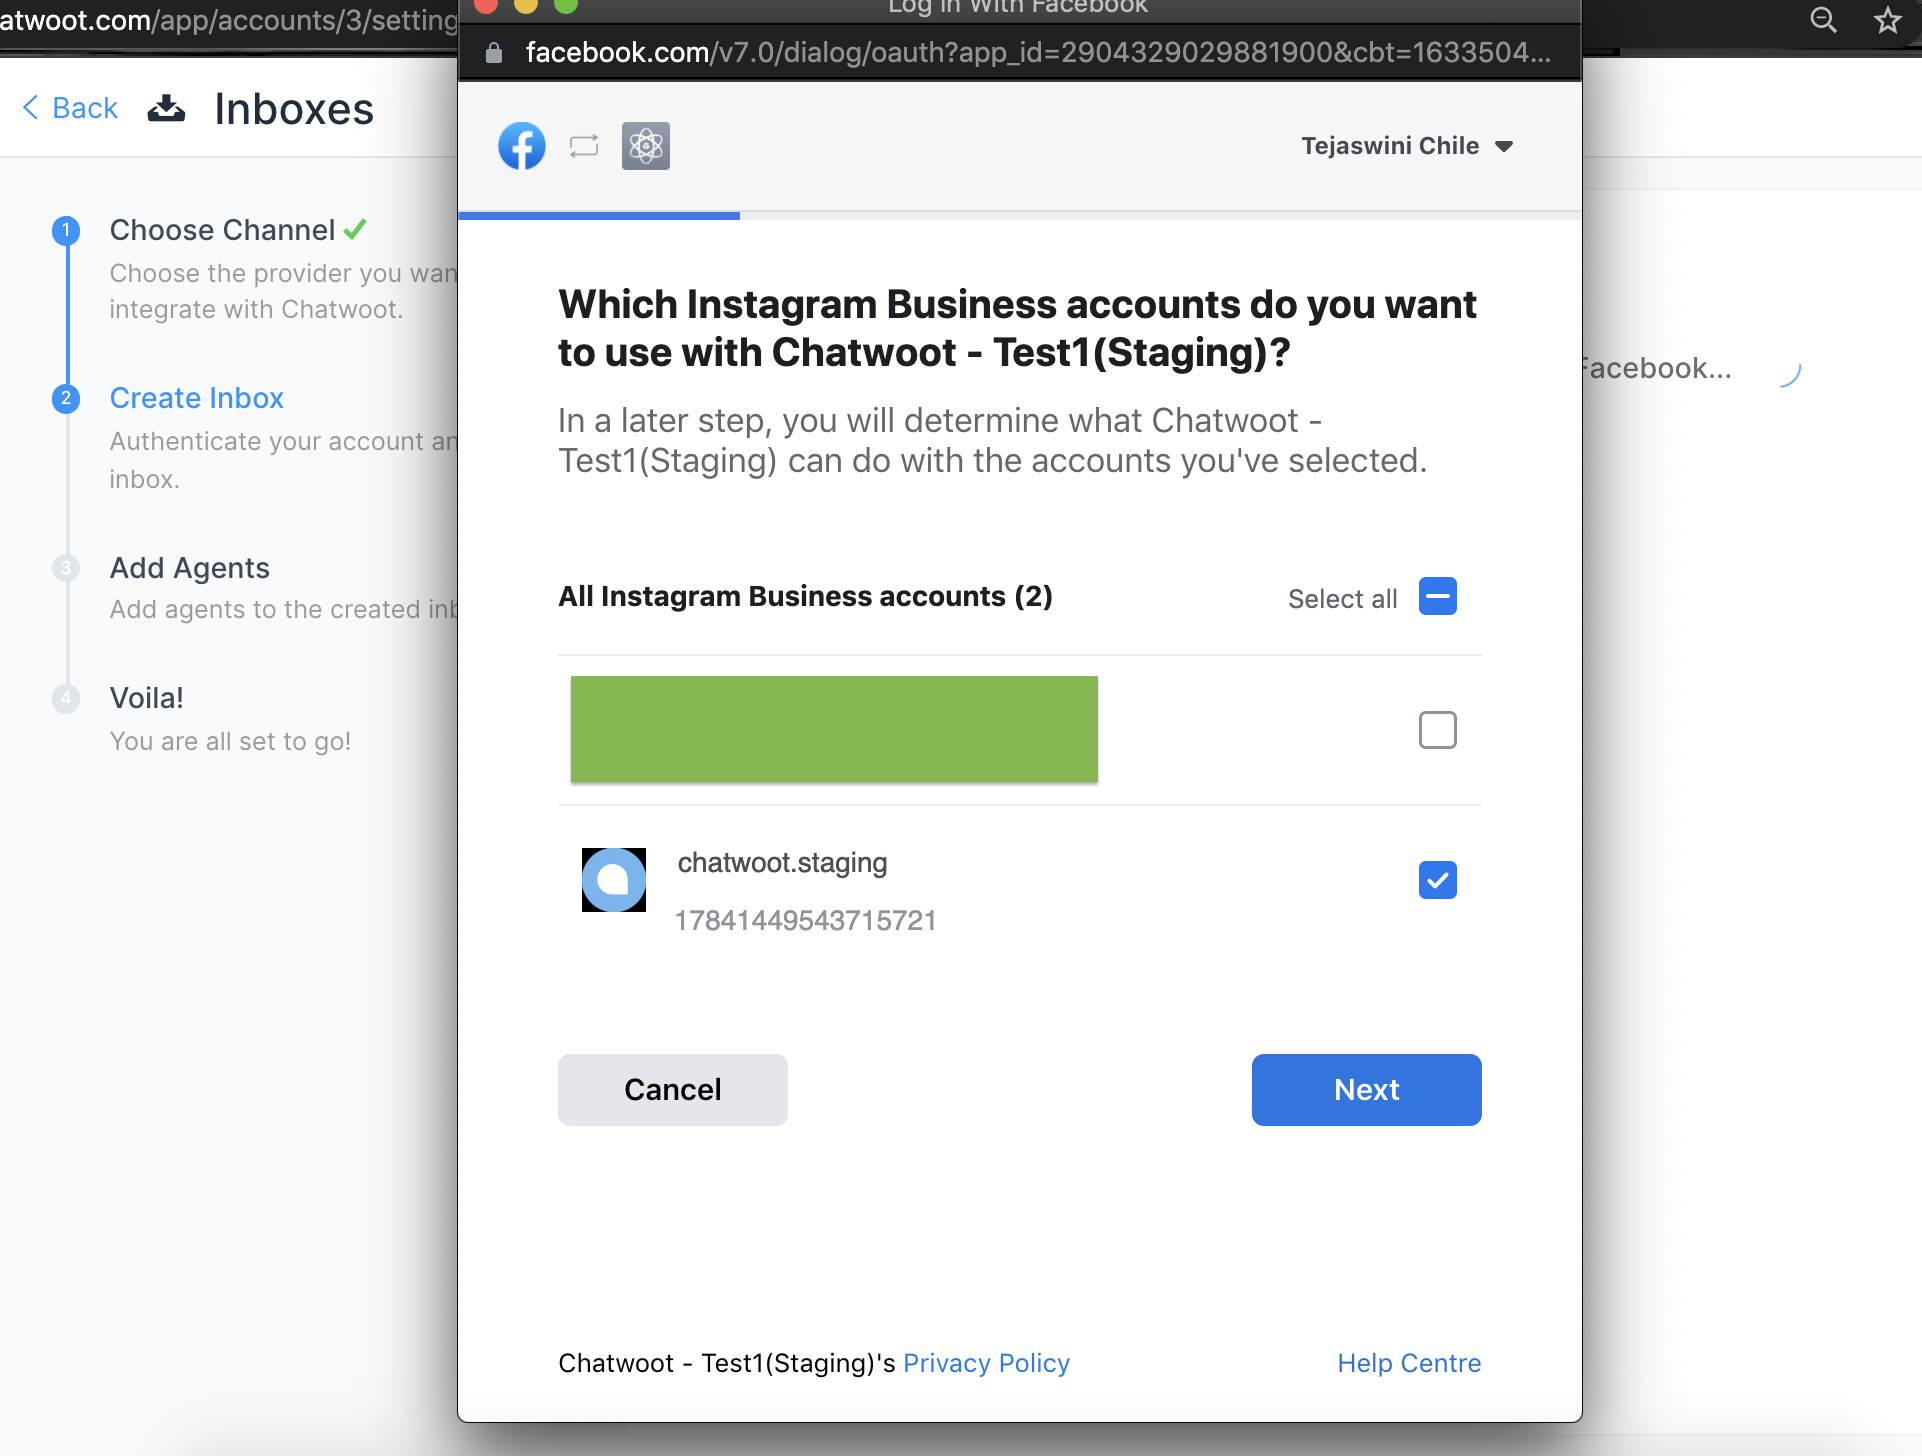 atwoot.com/app/accounts/3/setting
Log In With Facebook
facebook.com/v7.0/dialog/oauth?app_id=2904329029881900&cbt=1633504...
Back Inboxes
Tejaswini Chile
1 Choose Channel
Choose the provider you wan
integrate with Chatwoot.
2 Create Inbox
Authenticate your account an
inbox.
3 Add Agents
Add agents to the created inb
4 Voila!
You are all set to go!
Which Instagram Business accounts do you want
to use with Chatwoot - Test1(Staging)?
In a later step, you will determine what Chatwoot -
Test1(Staging) can do with the accounts you've selected.
Facebook...
All Instagram Business accounts (2) Select all
chatwoot.staging
17841449543715721
Cancel Next
Chatwoot - Test1(Staging)'s Privacy Policy Help Centre